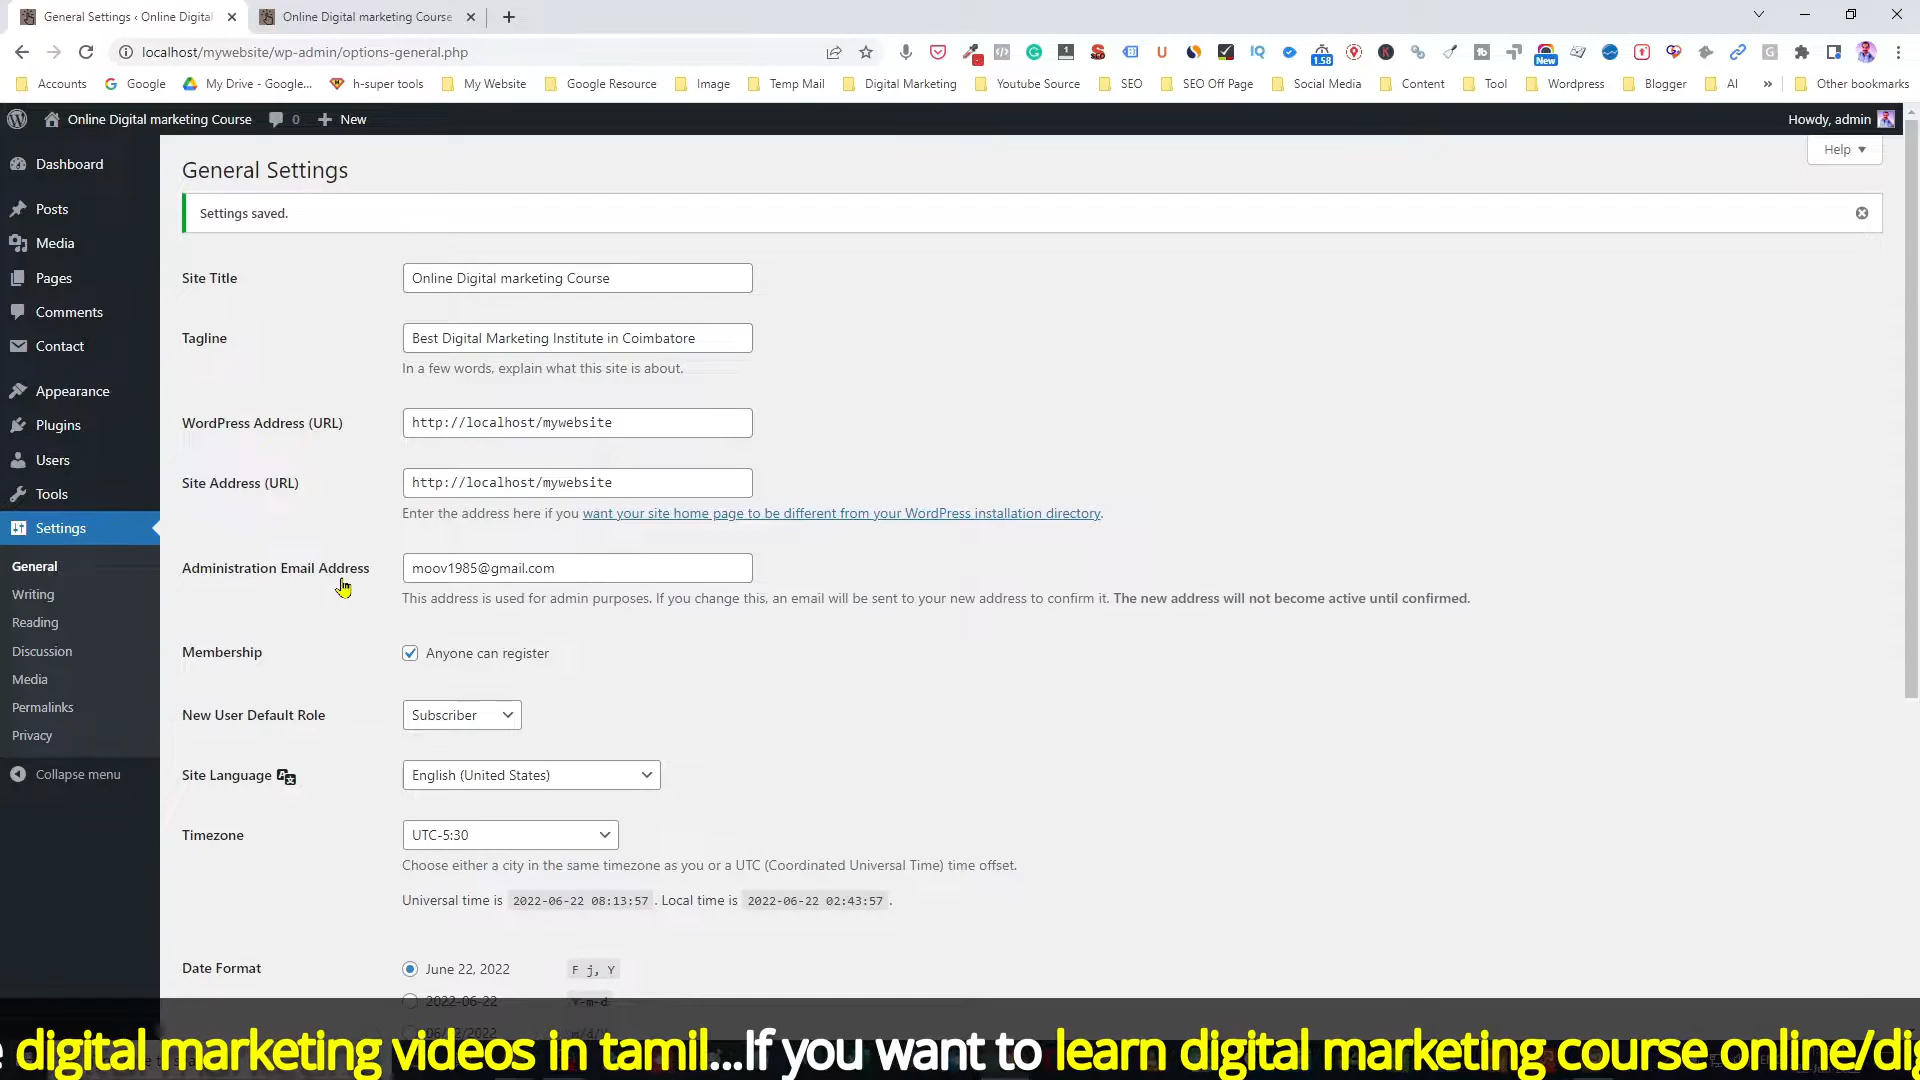 General Settings ‹ Online Digital
Online Digital marketing Course
localhost/mywebsite/wp-admin/options-general.php
1.58
New
Accounts
Google
My Drive - Google...
h-super tools
My Website
Google Resource
Image
Temp Mail
Digital Marketing
Youtube Source
SEO
SEO Off Page
Social Media
Content
Tool
Wordpress
Blogger
AI
»
Other bookmarks
Online Digital marketing Course
0
New
Howdy, admin
Help
Dashboard
Posts
Media
Pages
Comments
Contact
Appearance
Plugins
Users
Tools
Settings
General
Writing
Reading
Discussion
Media
Permalinks
Privacy
Collapse menu
General Settings
Settings saved.
Site Title
Online Digital marketing Course
Tagline
Best Digital Marketing Institute in Coimbatore
In a few words, explain what this site is about.
WordPress Address (URL)
http://localhost/mywebsite
Site Address (URL)
http://localhost/mywebsite
Enter the address here if you want your site home page to be different from your WordPress installation directory.
Administration Email Address
moov1985@gmail.com
This address is used for admin purposes. If you change this, an email will be sent to your new address to confirm it. The new address will not become active until confirmed.
Membership
Anyone can register
New User Default Role
Subscriber
Site Language
English (United States)
Timezone
UTC-5:30
Choose either a city in the same timezone as you or a UTC (Coordinated Universal Time) time offset.
Universal time is 2022-06-22 08:13:57 . Local time is 2022-06-22 02:43:57 .
Date Format
June 22, 2022
F j, Y
2022-06-22
Y-m-d
06/22/2022
m/d/Y
digital marketing videos in tamil...If you want to learn digital marketing course online/dig